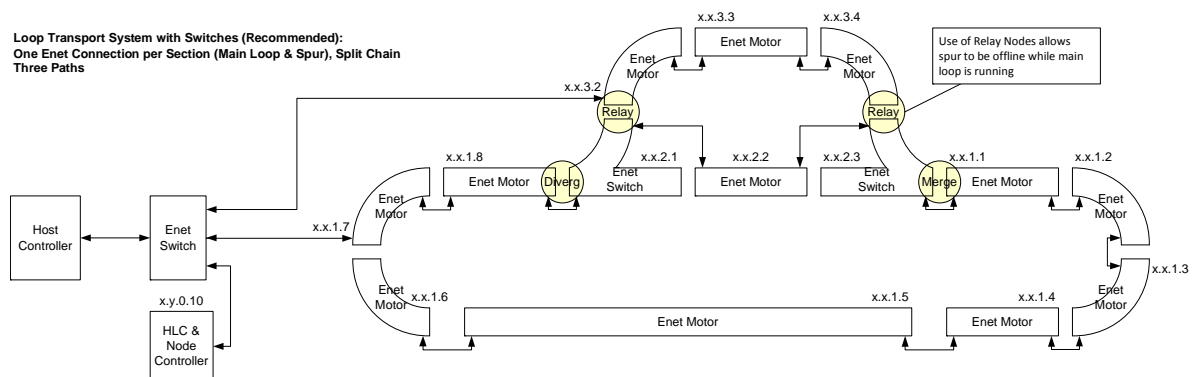 Loop Transport System with Switches (Recommended):
One Enet Connection per Section (Main Loop & Spur), Split Chain
Three Paths
x.x.3.3
x.x.3.4
Enet Motor
Enet
Motor
Enet
Motor
Use of Relay Nodes allows
spur to be offline while main
loop is running
x.x.3.2
Relay
Relay
x.x.1.8
x.x.2.1
x.x.2.2
x.x.2.3
x.x.1.1
x.x.1.2
Enet Motor
Diverg
Enet
Switch
Enet Motor
Enet
Switch
Merge
Enet Motor
Enet
Motor
Enet
Motor
Host
Controller
Enet
Switch
x.x.1.7
x.x.1.3
Enet
Motor
Enet
Motor
x.y.0.10
x.x.1.6
x.x.1.5
x.x.1.4
HLC &
Node
Controller
Enet Motor
Enet Motor